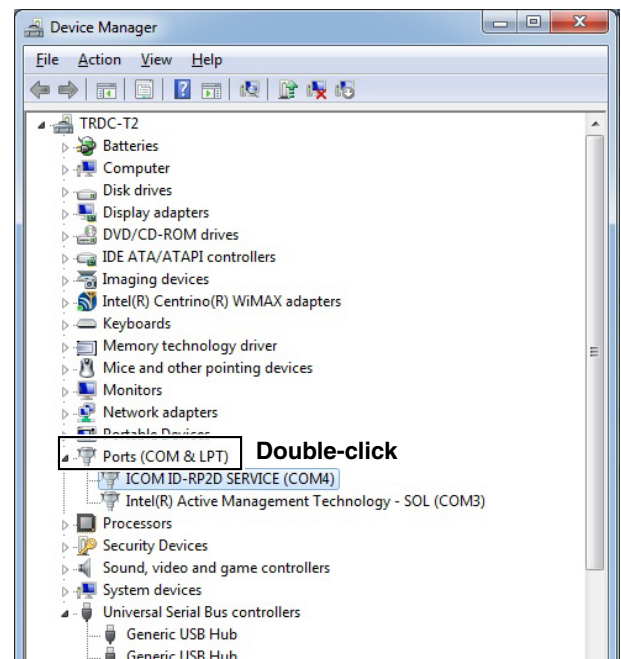 Device Manager
File Action View Help
TRDC-T2
Batteries
Computer
Disk drives
Display adapters
DVD/CD-ROM drives
IDE ATA/ATAPI controllers
Imaging devices
Intel(R) Centrino(R) WiMAX adapters
Keyboards
Memory technology driver
Mice and other pointing devices
Monitors
Network adapters
Portable Devices
Ports (COM & LPT) Double-click
ICOM ID-RP2D SERVICE (COM4)
Intel(R) Active Management Technology - SOL (COM3)
Processors
Security Devices
Sound, video and game controllers
System devices
Universal Serial Bus controllers
Generic USB Hub
Generic USB Hub